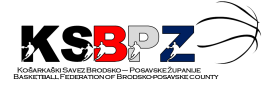 KSBPZ
Košarkaški Savez Brodsko – Posavske Županije
Basketball Federation of Brodsko-posavske county